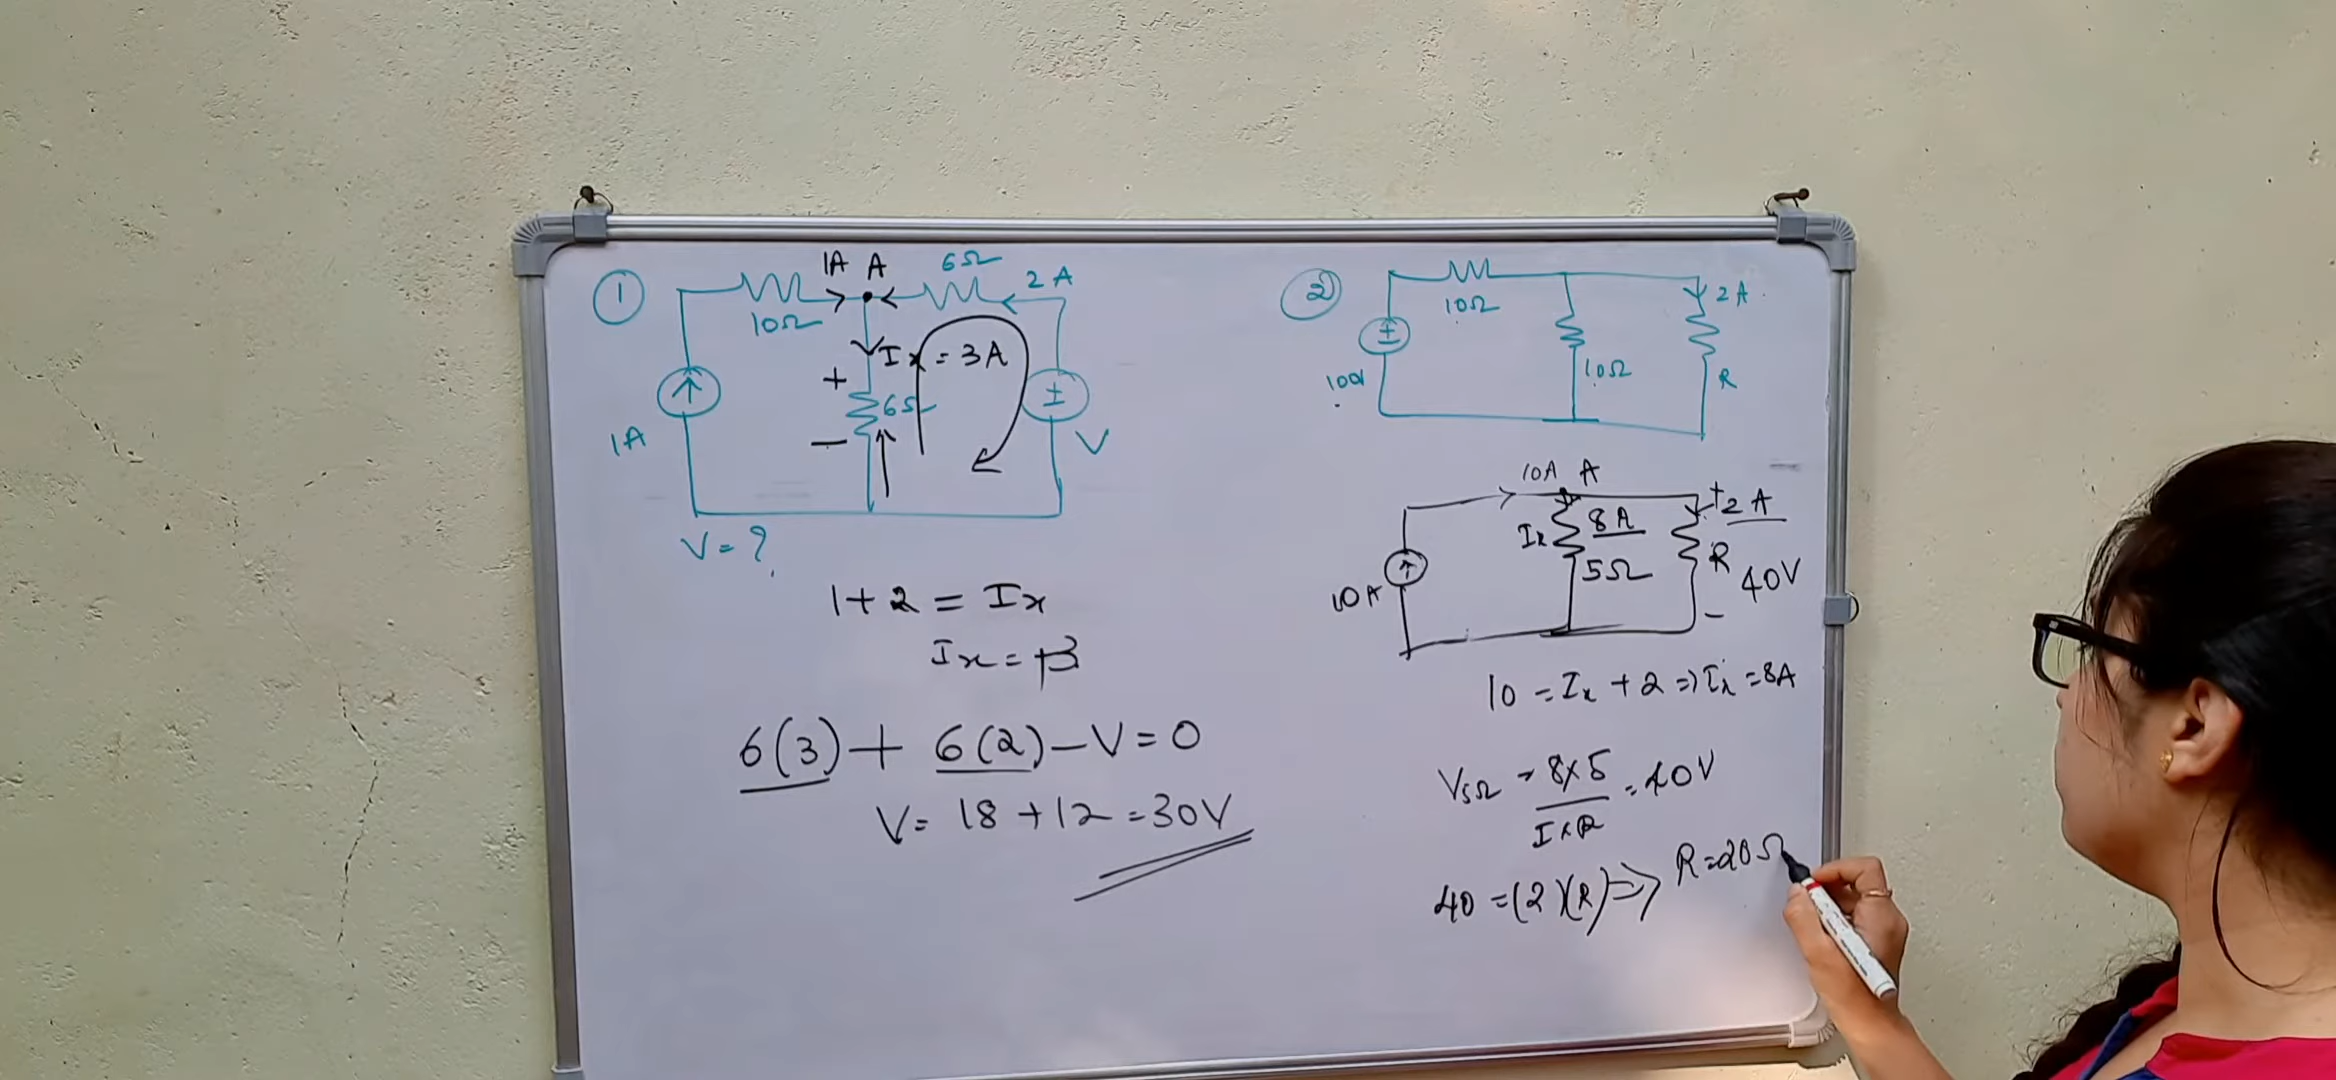 1
1A A
6Ω
2A
10Ω
Ix = 3A
+
6Ω
-
±
1A
V
V = ?
1+2 = Ix
Ix = 3
6(3) + 6(2) - V = 0
V = 18 + 12 = 30V
2
10Ω
2A
±
100V
10Ω
R
10A A
+
2A
Ix
8A
5Ω
R
40V
10A
-
10 = Ix + 2 ⇒ Ix = 8A
V5Ω = 8×5 = 40V
I×R
40 = (2)(R) ⇒ R = 20Ω